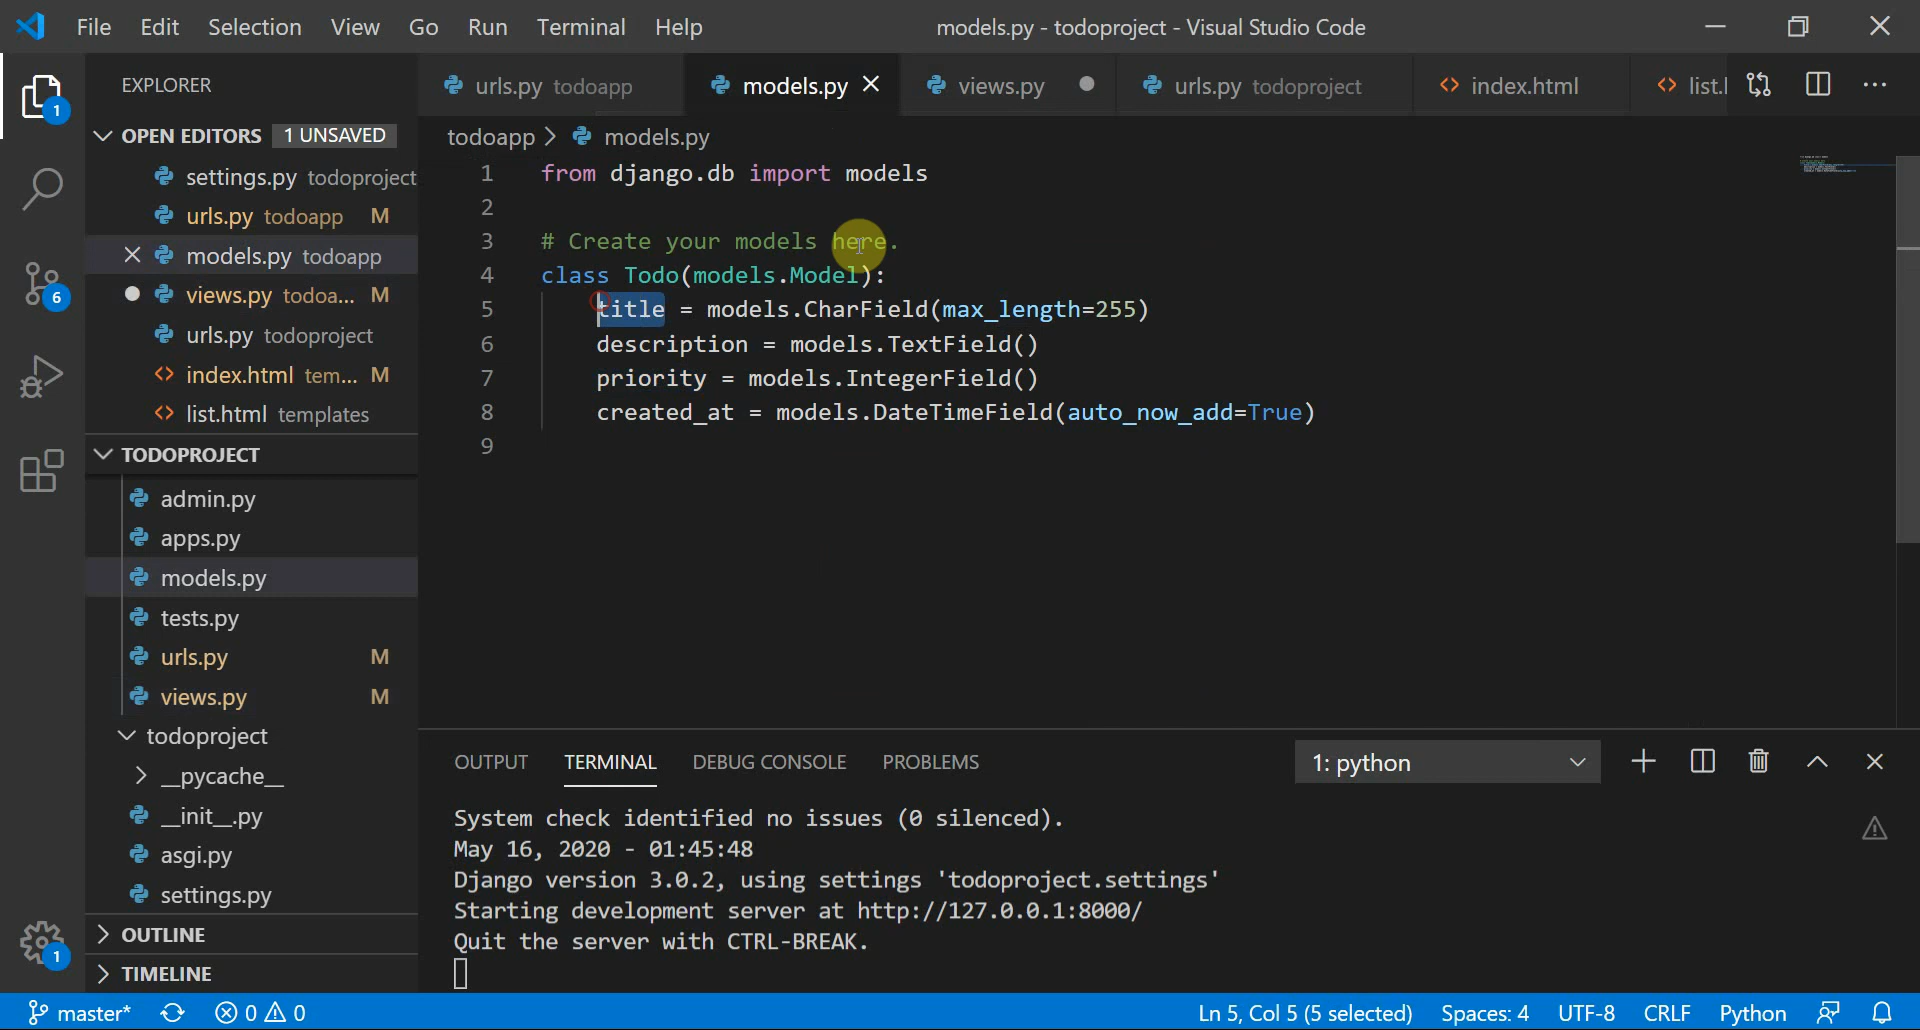 File Edit Selection View Go Run Terminal Help models.py - todoproject - Visual Studio Code
EXPLORER
OPEN EDITORS 1 UNSAVED
settings.py todoproject
urls.py todoapp M
models.py todoapp
views.py todoa... M
urls.py todoproject
index.html tem... M
list.html templates
TODOPROJECT
admin.py
apps.py
models.py
tests.py
urls.py M
views.py M
todoproject
__pycache__
__init__.py
asgi.py
settings.py
OUTLINE
TIMELINE
1
6
1
urls.py todoapp models.py views.py urls.py todoproject index.html list.
todoapp > models.py
1 from django.db import models
2
3 # Create your models here.
4 class Todo(models.Model):
5 title = models.CharField(max_length=255)
6 description = models.TextField()
7 priority = models.IntegerField()
8 created_at = models.DateTimeField(auto_now_add=True)
9
OUTPUT TERMINAL DEBUG CONSOLE PROBLEMS 1: python
System check identified no issues (0 silenced).
May 16, 2020 - 01:45:48
Django version 3.0.2, using settings 'todoproject.settings'
Starting development server at http://127.0.0.1:8000/
Quit the server with CTRL-BREAK.
master* 0 0 Ln 5, Col 5 (5 selected) Spaces: 4 UTF-8 CRLF Python